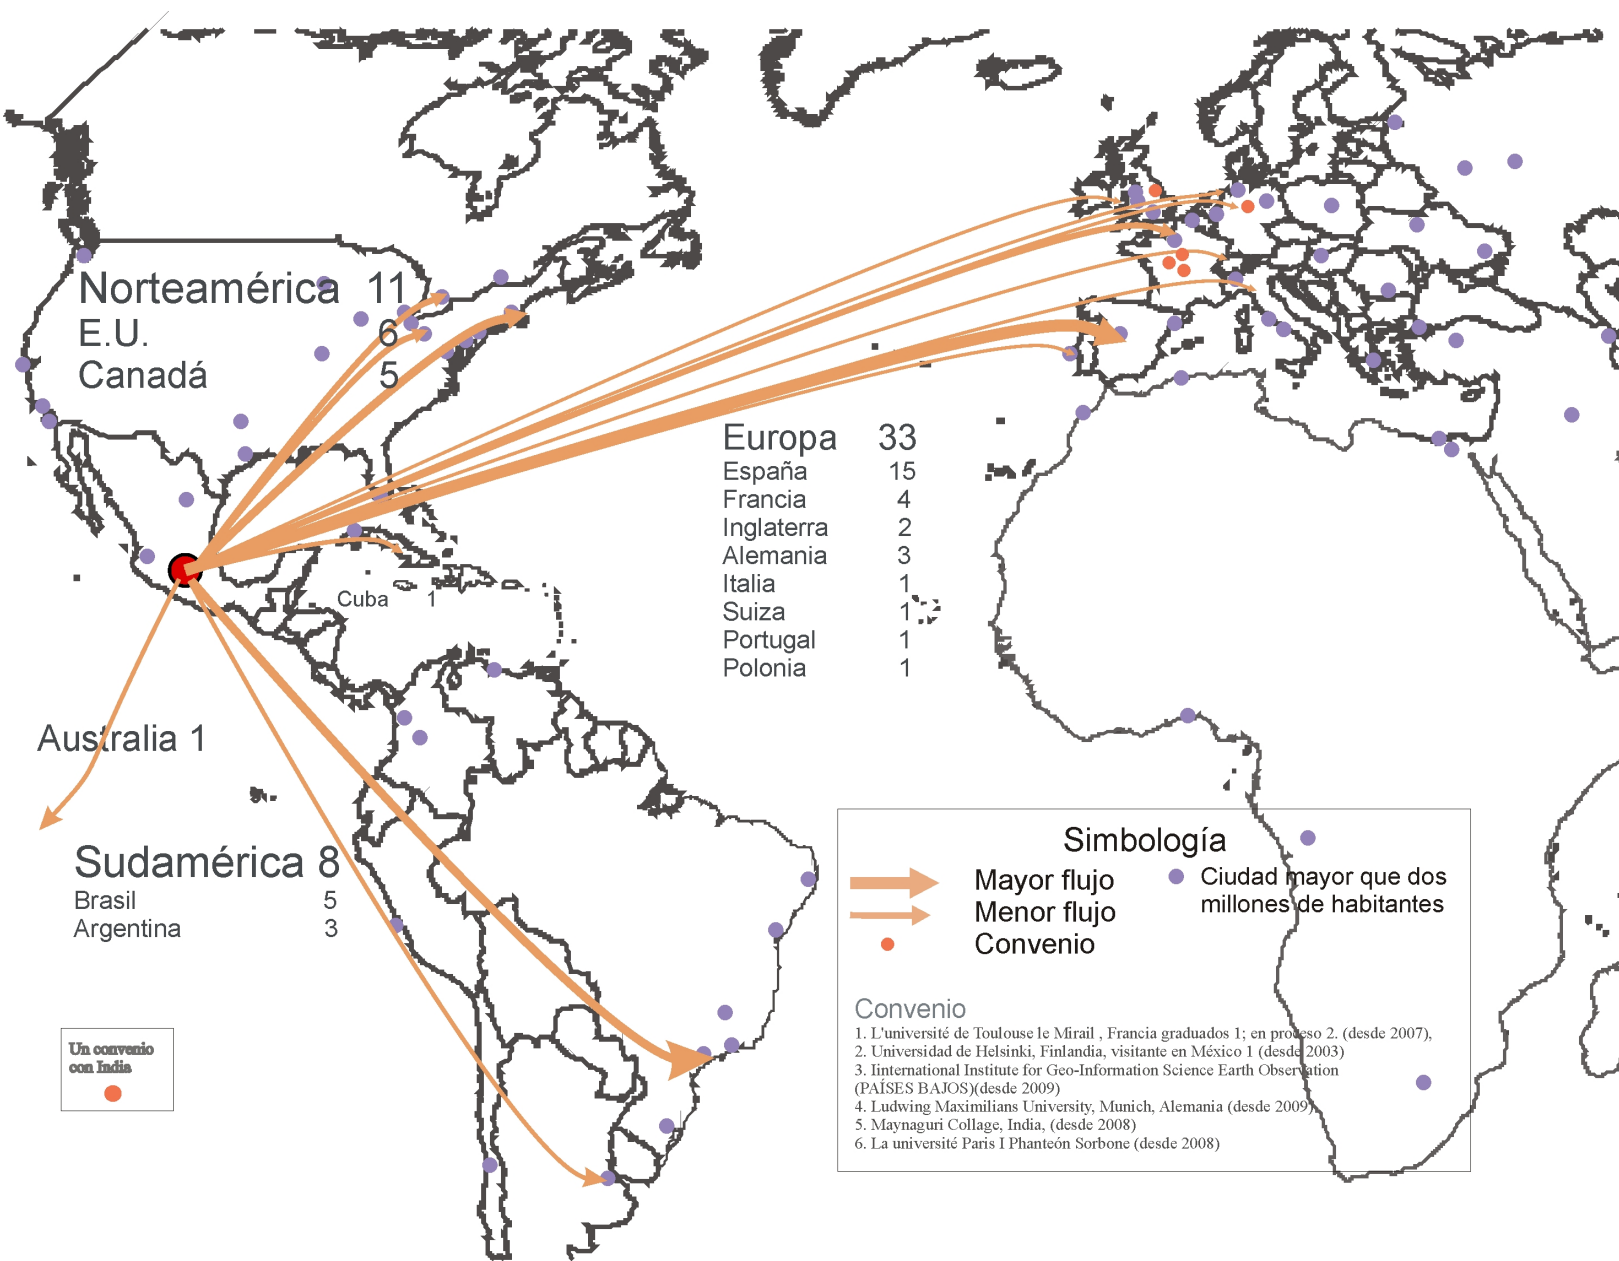 Norteamérica 11
E.U. 6
Canadá 5
Europa 33
España 15
Francia 4
Inglaterra 2
Alemania 3
Italia 1
Suiza 1
Portugal 1
Polonia 1
Cuba 1
Australia 1
Sudamérica 8
Brasil 5
Argentina 3
Un convenio
con India
Simbología
Mayor flujo
Menor flujo
Convenio
Ciudad mayor que dos
millones de habitantes
Convenio
1. L'université de Toulouse le Mirail , Francia graduados 1; en proceso 2. (desde 2007),
2. Universidad de Helsinki, Finlandia, visitante en México 1 (desde 2003)
3. Iinternational Institute for Geo-Information Science Earth Observation
(PAÍSES BAJOS)(desde 2009)
4. Ludwing Maximilians University, Munich, Alemania (desde 2009)
5. Maynaguri Collage, India, (desde 2008)
6. La université Paris I Phanteón Sorbone (desde 2008)